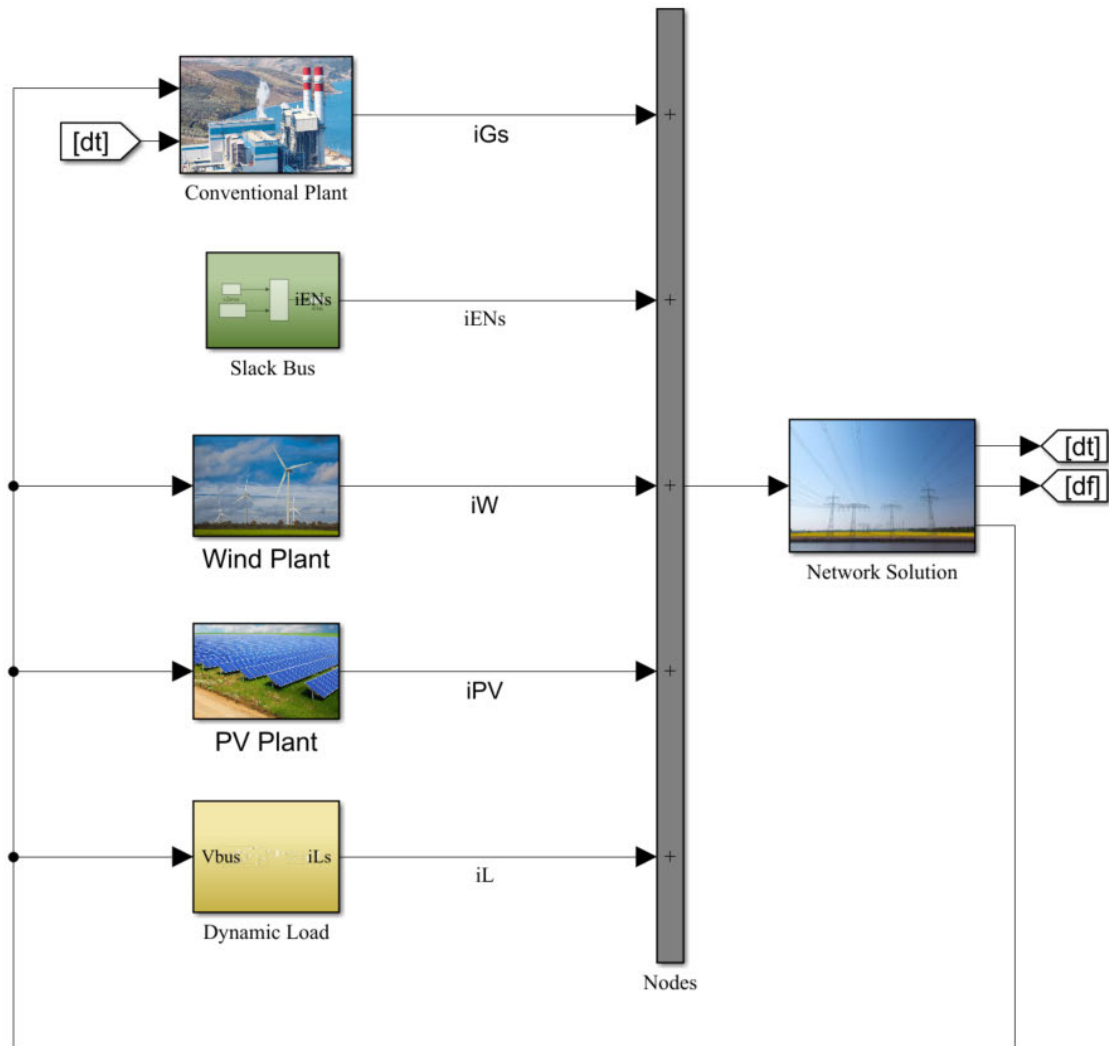 [dt]
iGs
+
Conventional Plant
iENs
iENs
+
Slack Bus
iW
+
Wind Plant
[dt]
[df]
Network Solution
iPV
+
PV Plant
Vbus
iLs
iL
+
Dynamic Load
Nodes